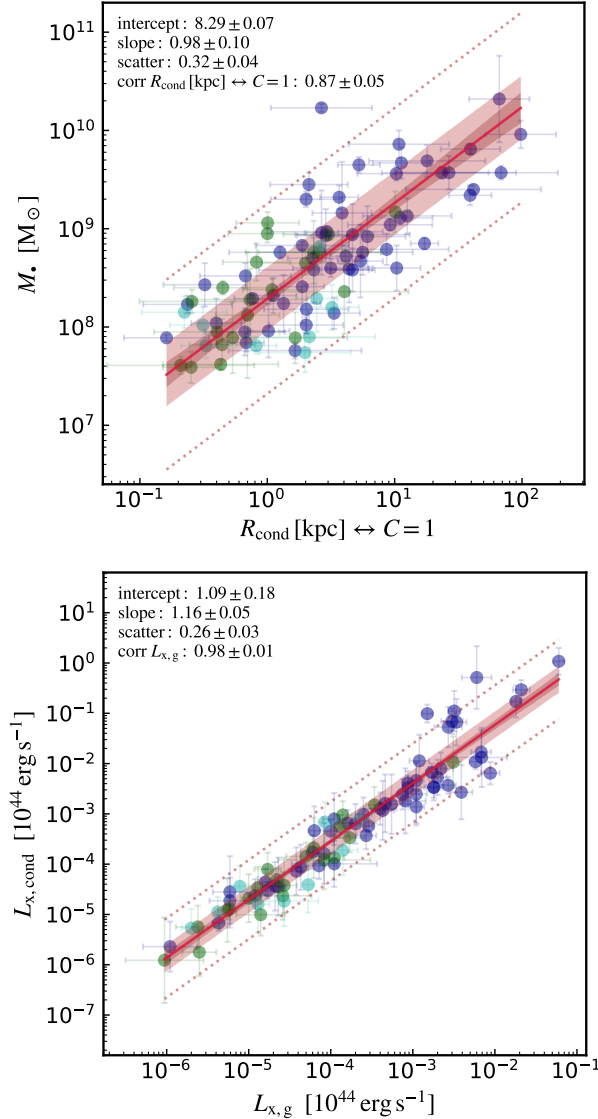 intercept: 8.29±0.07
slope: 0.98±0.10
scatter: 0.32±0.04
corr R_cond [kpc] ↔ C = 1: 0.87±0.05
10^11
10^10
10^9
10^8
10^7
M• [M⊙]
10^−1 10^0 10^1 10^2
R_cond [kpc] ↔ C = 1
intercept: 1.09±0.18
slope: 1.16±0.05
scatter: 0.26±0.03
corr L_x,g: 0.98±0.01
10^1
10^0
10^−1
10^−2
10^−3
10^−4
10^−5
10^−6
10^−7
L_x,cond [10^44 erg s^−1]
10^−6 10^−5 10^−4 10^−3 10^−2 10^−1
L_x,g [10^44 erg s^−1]